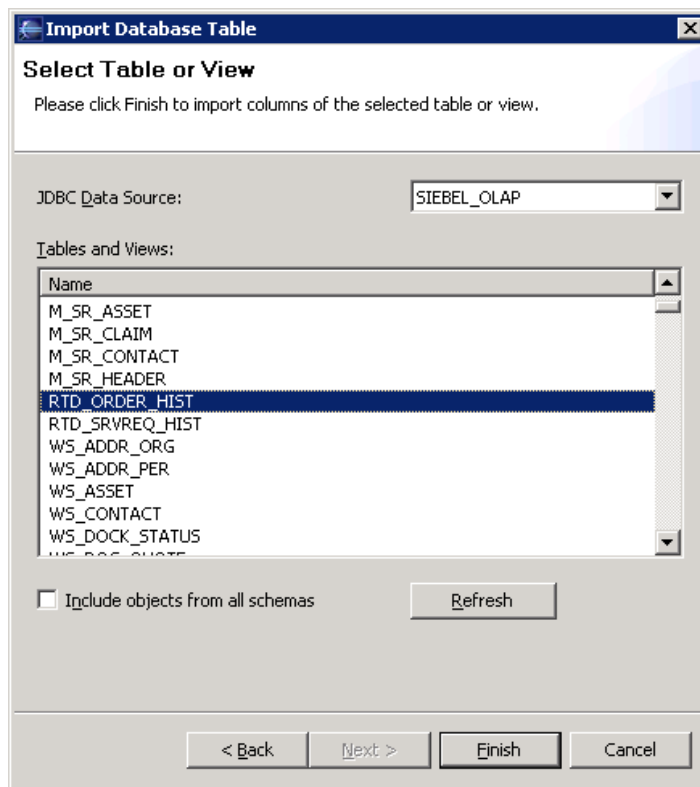 Import Database Table
Select Table or View
Please click Finish to import columns of the selected table or view.
JDBC Data Source:
SIEBEL_OLAP
Tables and Views:
Name
M_SR_ASSET
M_SR_CLAIM
M_SR_CONTACT
M_SR_HEADER
RTD_ORDER_HIST
RTD_SRVREQ_HIST
WS_ADDR_ORG
WS_ADDR_PER
WS_ASSET
WS_CONTACT
WS_DOCK_STATUS
Include objects from all schemas
Refresh
< Back Next > Finish Cancel